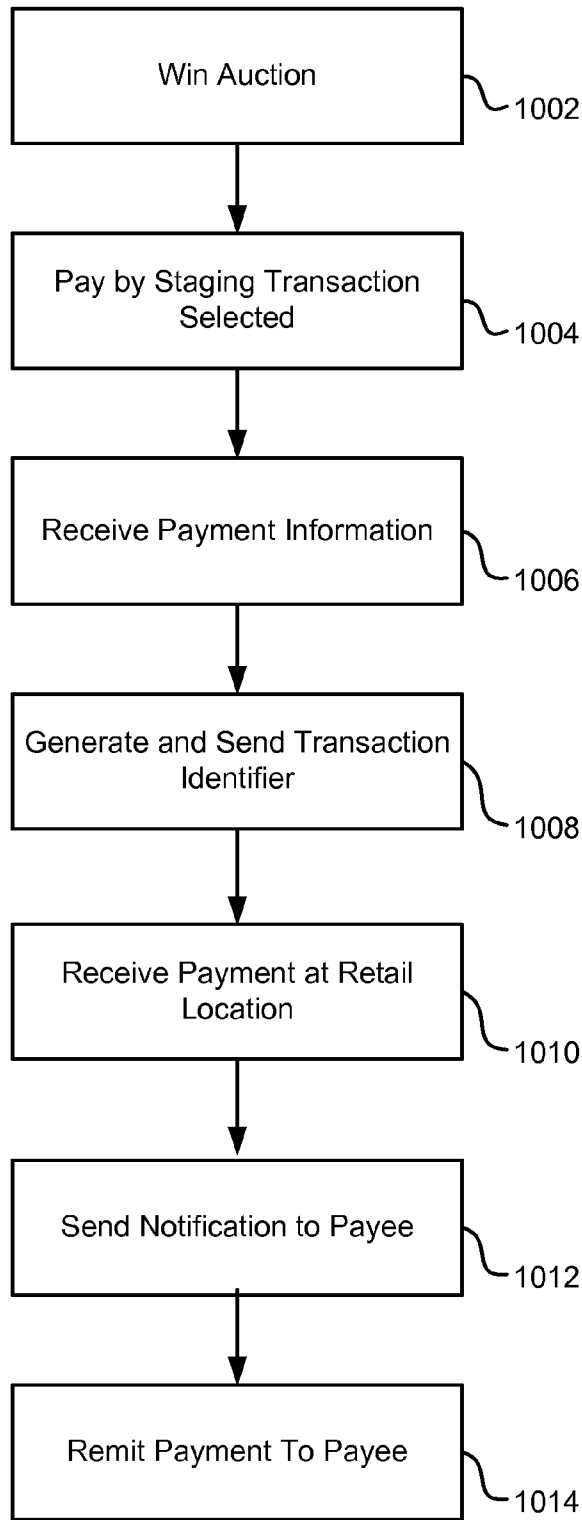 Win Auction
1002
Pay by Staging Transaction
Selected
1004
Receive Payment Information
1006
Generate and Send Transaction
Identifier
1008
Receive Payment at Retail
Location
1010
Send Notification to Payee
1012
Remit Payment To Payee
1014